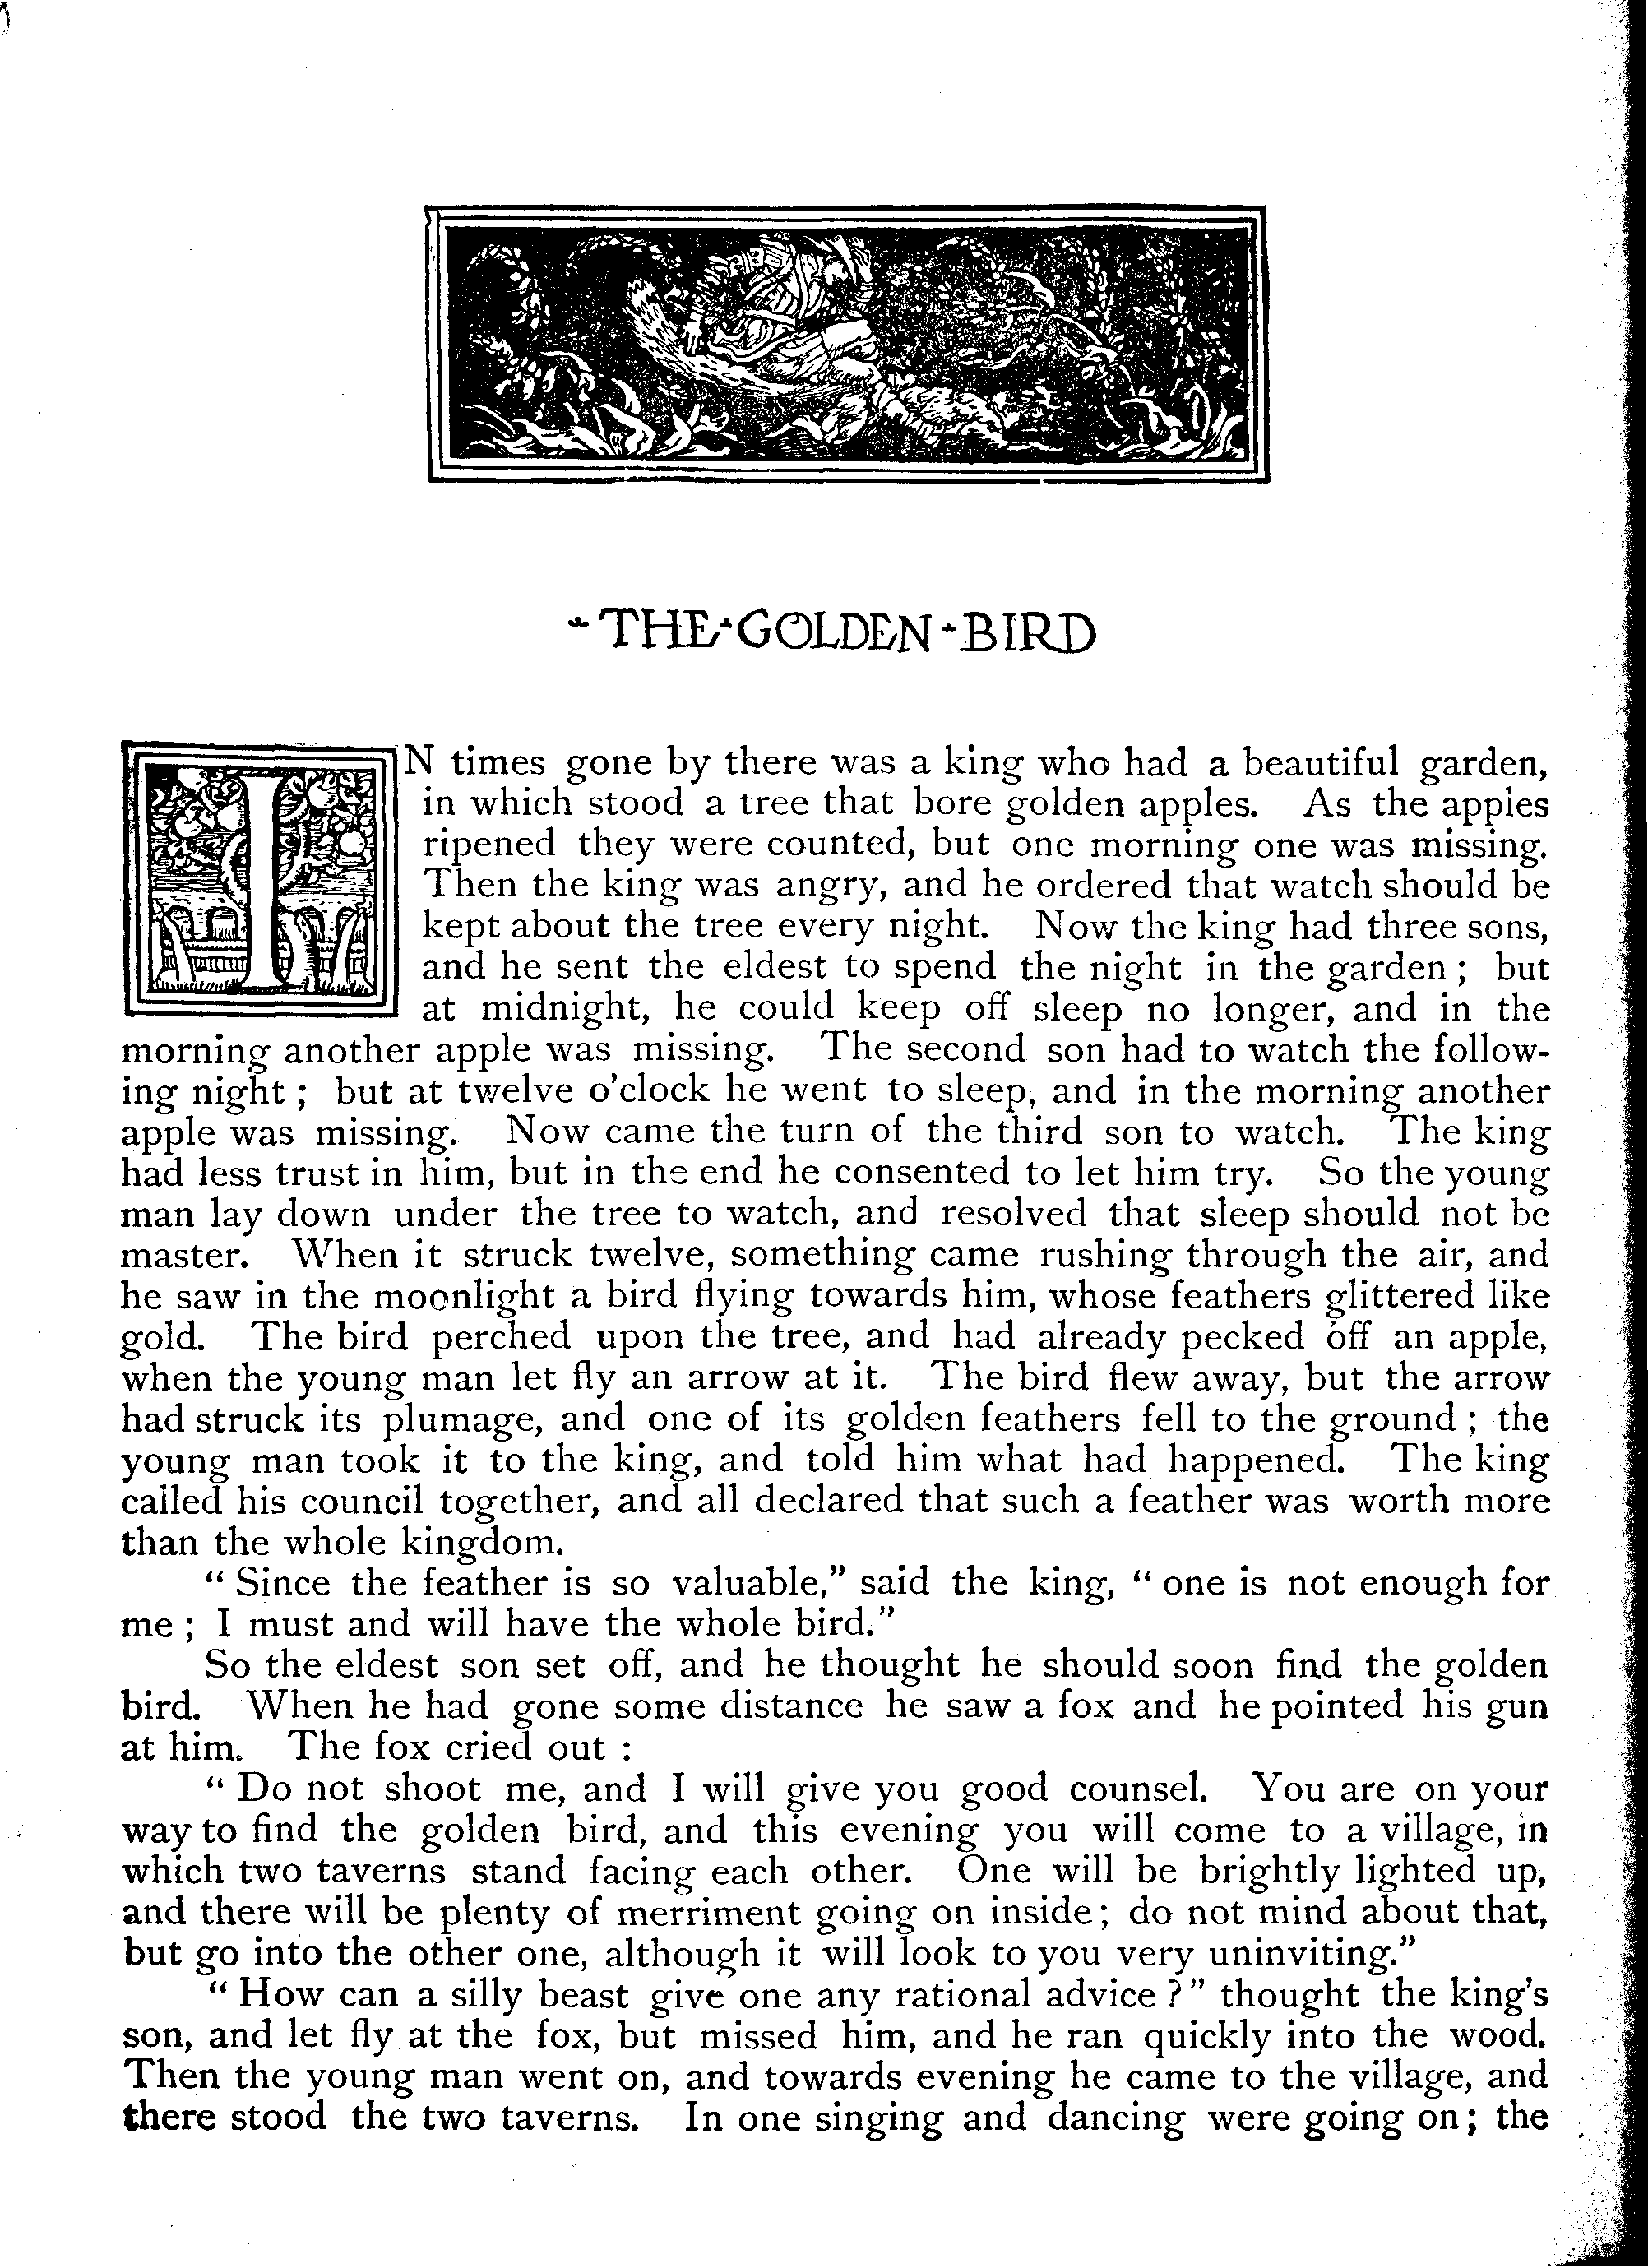 THE GOLDEN BIRD
IN times gone by there was a king who had a beautiful garden,
in which stood a tree that bore golden apples. As the apples
ripened they were counted, but one morning one was missing.
Then the king was angry, and he ordered that watch should be
kept about the tree every night. Now the king had three sons,
and he sent the eldest to spend the night in the garden; but
at midnight, he could keep off sleep no longer, and in the
morning another apple was missing. The second son had to watch the follow-
ing night; but at twelve o'clock he went to sleep, and in the morning another
apple was missing. Now came the turn of the third son to watch. The king
had less trust in him, but in the end he consented to let him try. So the young
man lay down under the tree to watch, and resolved that sleep should not be
master. When it struck twelve, something came rushing through the air, and
he saw in the moonlight a bird flying towards him, whose feathers glittered like
gold. The bird perched upon the tree, and had already pecked off an apple,
when the young man let fly an arrow at it. The bird flew away, but the arrow
had struck its plumage, and one of its golden feathers fell to the ground; the
young man took it to the king, and told him what had happened. The king
called his council together, and all declared that such a feather was worth more
than the whole kingdom.
"Since the feather is so valuable," said the king, "one is not enough for
me; I must and will have the whole bird."
So the eldest son set off, and he thought he should soon find the golden
bird. When he had gone some distance he saw a fox and he pointed his gun
at him. The fox cried out:
"Do not shoot me, and I will give you good counsel. You are on your
way to find the golden bird, and this evening you will come to a village, in
which two taverns stand facing each other. One will be brightly lighted up,
and there will be plenty of merriment going on inside; do not mind about that,
but go into the other one, although it will look to you very uninviting."
"How can a silly beast give one any rational advice?" thought the king's
son, and let fly at the fox, but missed him, and he ran quickly into the wood.
Then the young man went on, and towards evening he came to the village, and
there stood the two taverns. In one singing and dancing were going on; the